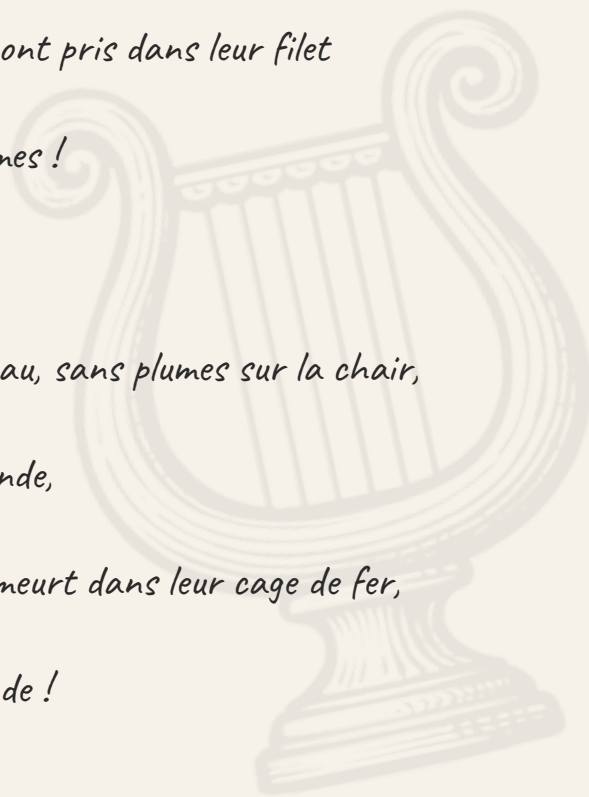 ont pris dans leur filet
nes !
au, sans plumes sur la chair,
nde,
meurt dans leur cage de fer,
de !